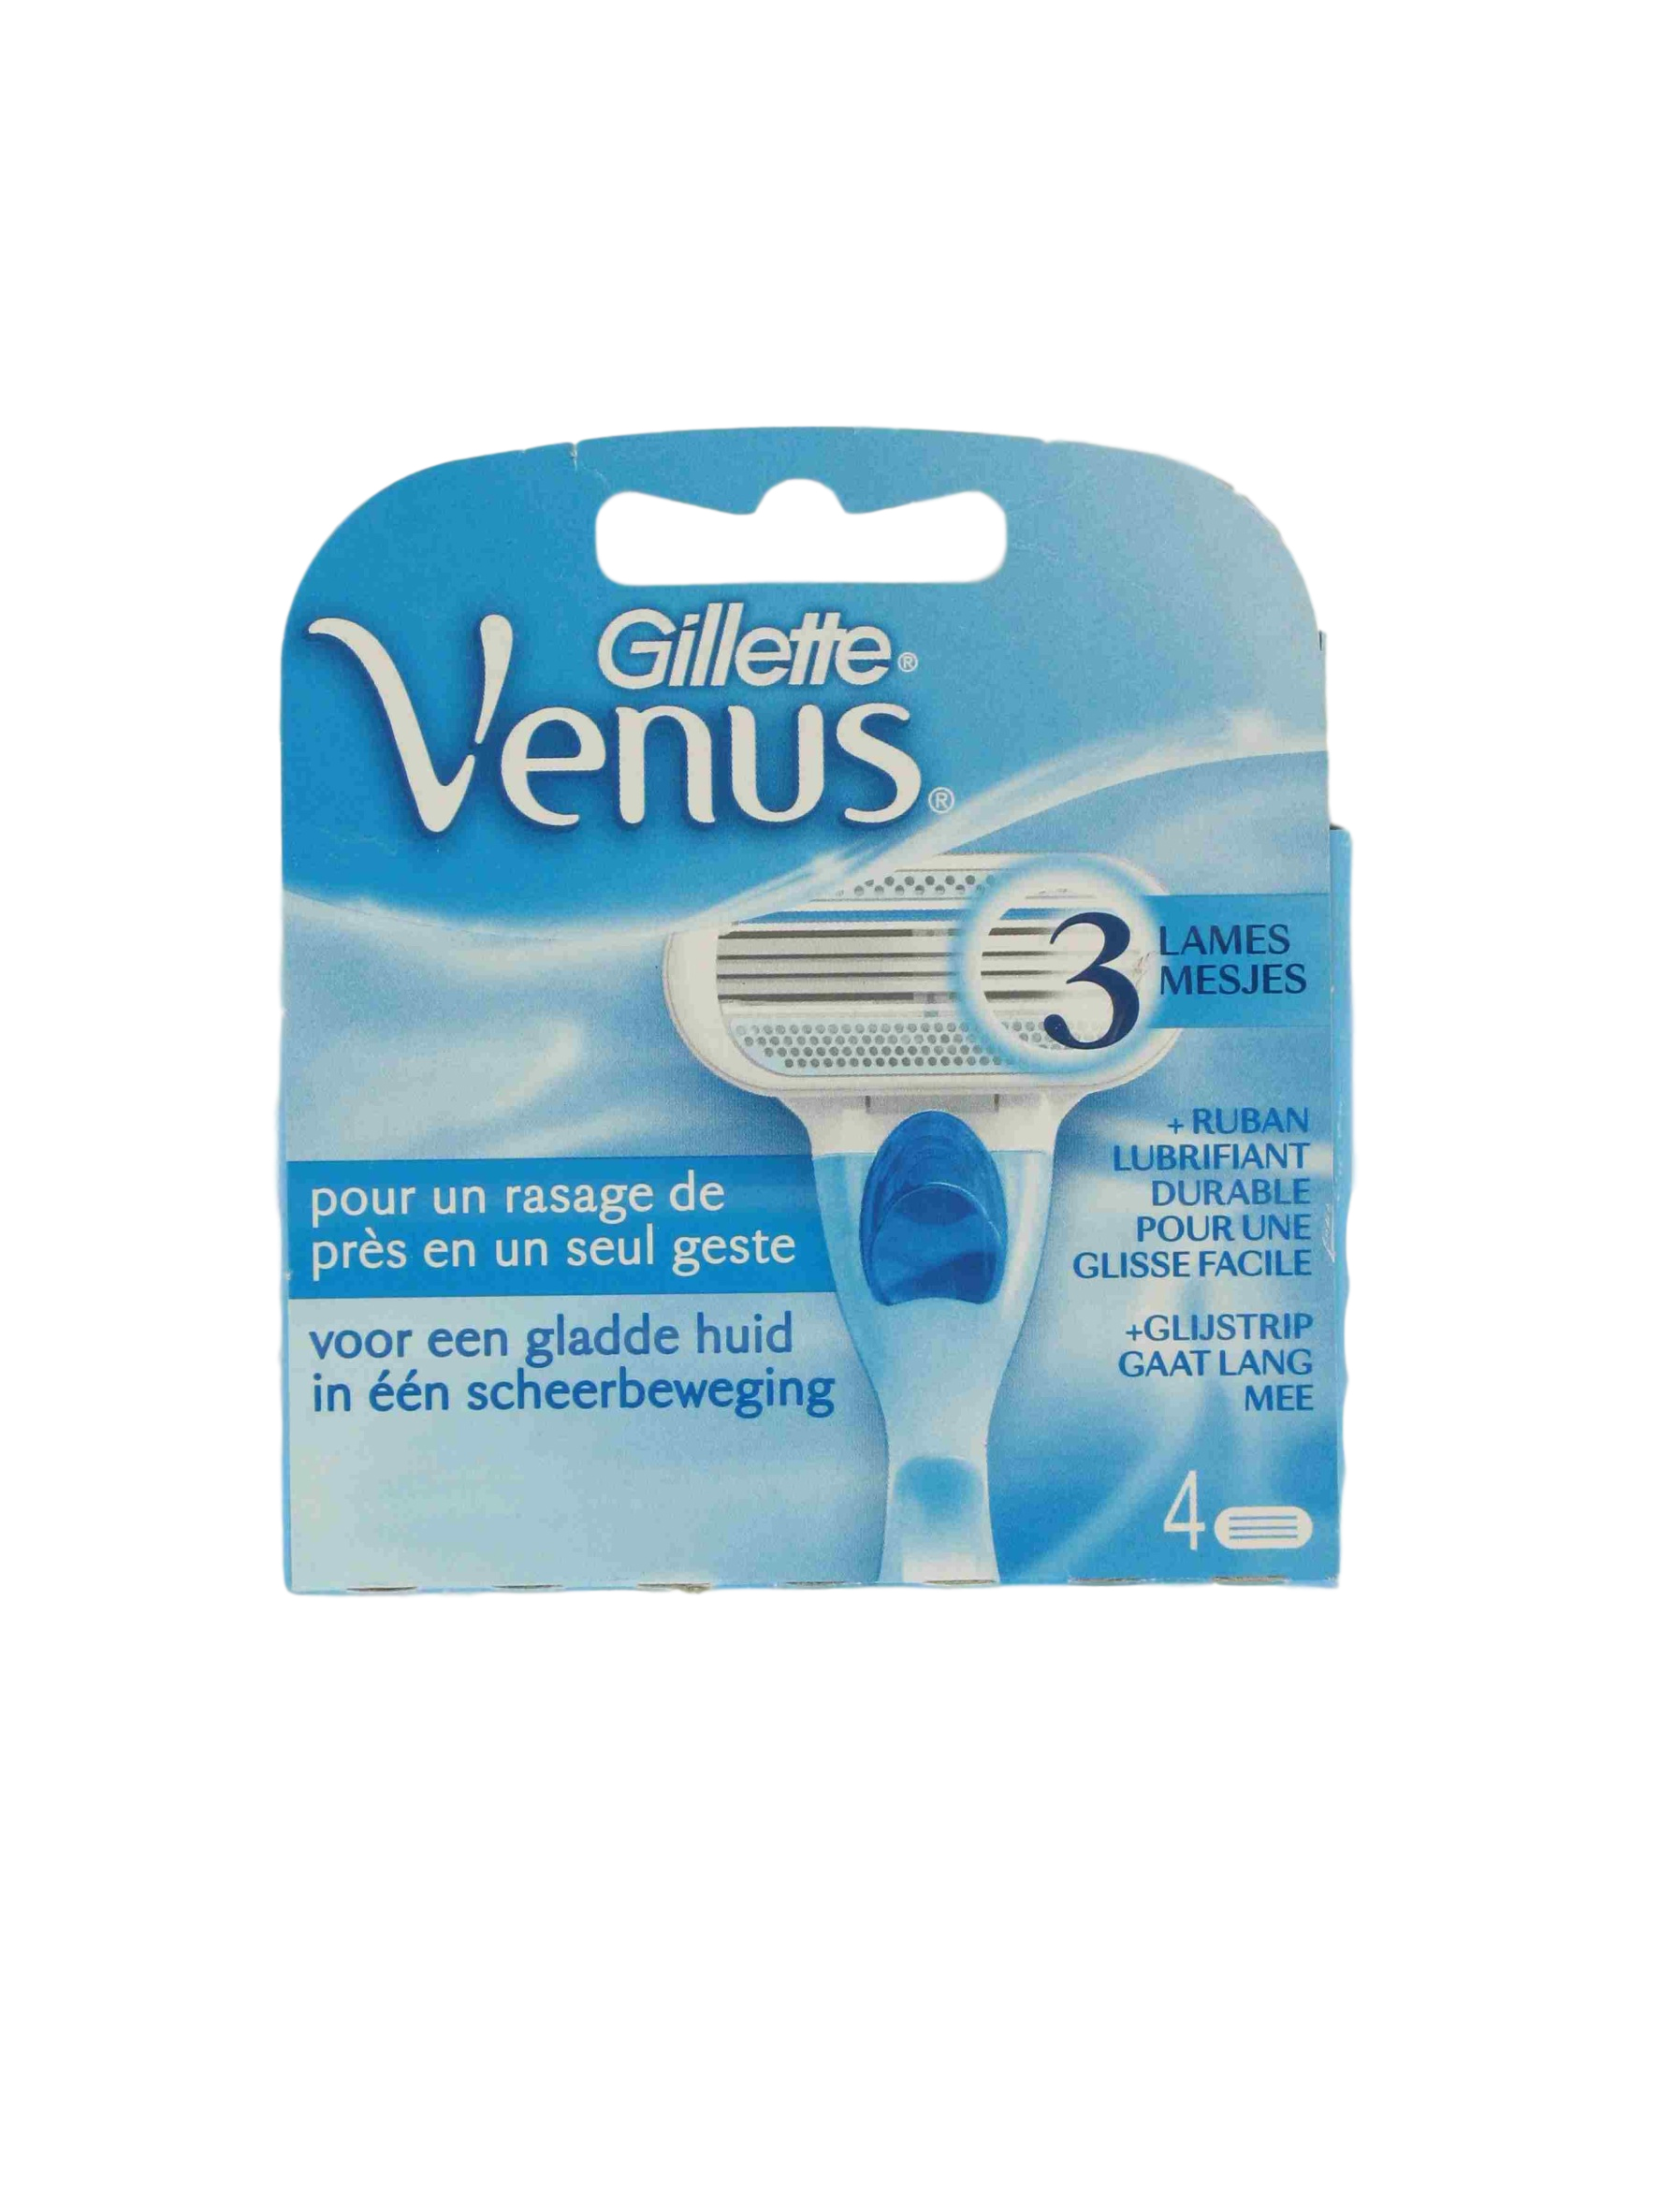 Gillette®
Venus®
3 LAMES
MESJES
+ RUBAN
LUBRIFIANT
DURABLE
POUR UNE
GLISSE FACILE
pour un rasage de
près en un seul geste
voor een gladde huid
in één scheerbeweging
+GLIJSTRIP
GAAT LANG
MEE
4